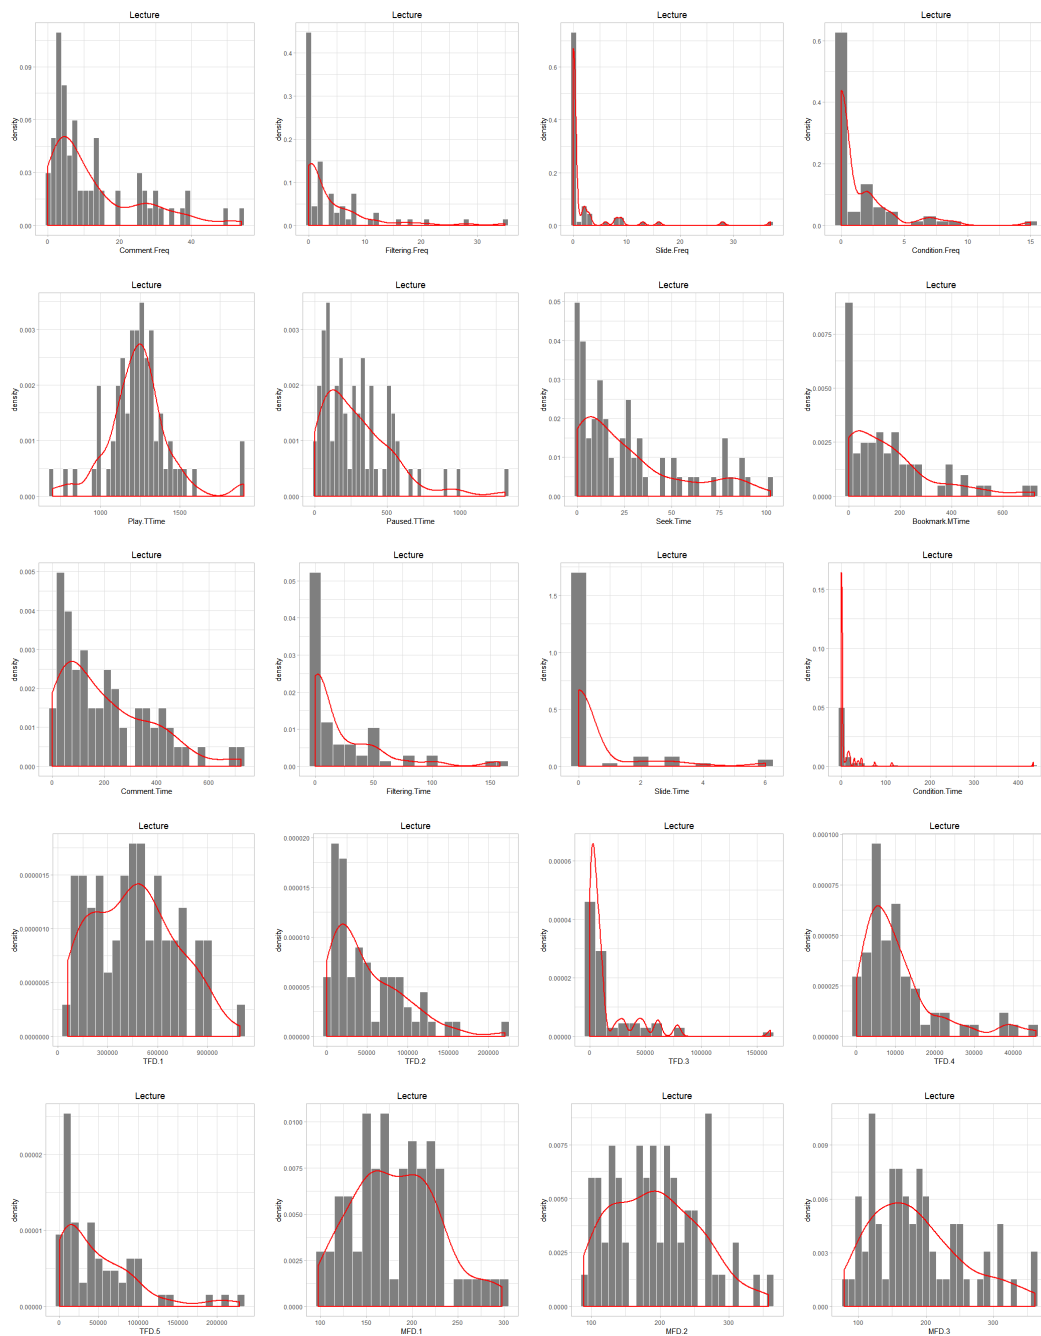 Lecture
Lecture
Lecture
Lecture
density
0.09
0.06
0.03
0.00
0
20
40
Comment.Freq
density
0.4
0.3
0.2
0.1
0.0
0
10
20
30
Filtering.Freq
density
0.6
0.4
0.2
0.0
0
10
20
30
Slide.Freq
density
0.6
0.4
0.2
0.0
0
5
10
15
Condition.Freq
Lecture
Lecture
Lecture
Lecture
density
0.003
0.002
0.001
0.000
1000
1500
Play.TTime
density
0.003
0.002
0.001
0.000
0
500
1000
Paused.TTime
density
0.05
0.04
0.03
0.02
0.01
0.00
0
25
50
75
100
Seek.Time
density
0.0075
0.0050
0.0025
0.0000
0
200
400
600
Bookmark.MTime
Lecture
Lecture
Lecture
Lecture
density
0.005
0.004
0.003
0.002
0.001
0.000
0
200
400
600
Comment.Time
density
0.05
0.04
0.03
0.02
0.01
0.00
0
50
100
150
Filtering.Time
density
1.5
1.0
0.5
0.0
0
2
4
6
Slide.Time
density
0.15
0.10
0.05
0.00
0
100
200
300
400
Condition.Time
Lecture
Lecture
Lecture
Lecture
density
0.0000015
0.0000010
0.0000005
0.0000000
0
300000
600000
900000
TFD.1
density
0.000020
0.000015
0.000010
0.000005
0.000000
0
50000
100000
150000
200000
TFD.2
density
0.00006
0.00004
0.00002
0.00000
0
50000
100000
150000
TFD.3
density
0.000100
0.000075
0.000050
0.000025
0.000000
0
10000
20000
30000
40000
TFD.4
Lecture
Lecture
Lecture
Lecture
density
0.00002
0.00001
0.00000
0
50000
100000
150000
200000
TFD.5
density
0.0100
0.0075
0.0050
0.0025
0.0000
100
150
200
250
300
MFD.1
density
0.0075
0.0050
0.0025
0.0000
100
200
300
MFD.2
density
0.009
0.006
0.003
0.000
100
200
300
MFD.3